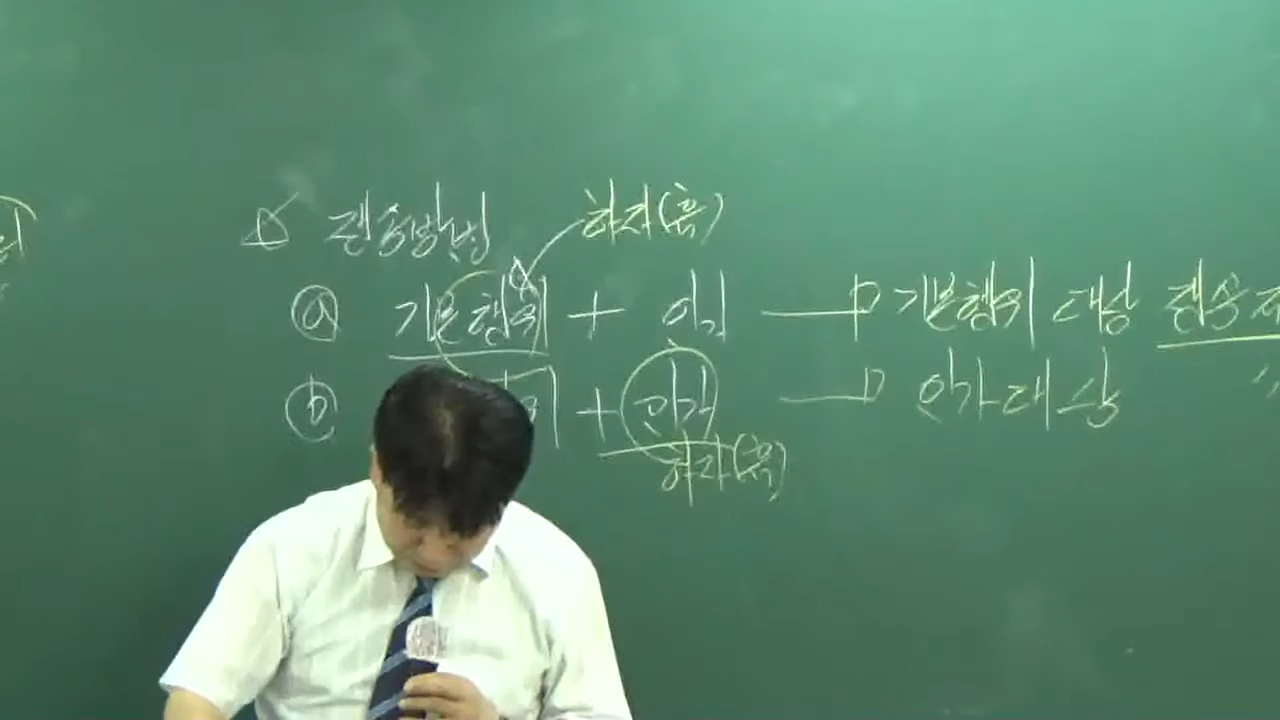 쟁송방법 하자(흠)
ⓐ 기본행위 + 인가 → 기본행위 대상 쟁송
ⓑ + 인가 → 인가대상
하자(흠)